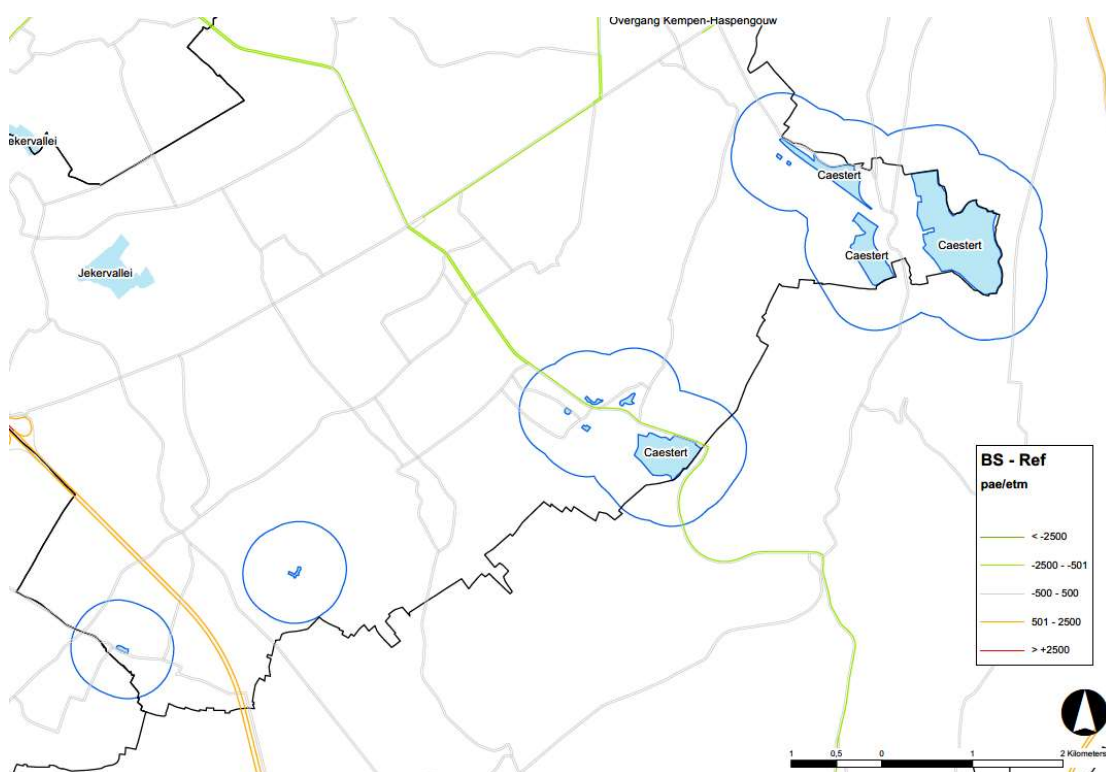 Overgang Kempen-Haspengouw
ekervallei
Caestert
Caestert
Caestert
Jekervallei
Caestert
BS - Ref
pae/etm
< -2500
-2500 - -501
-500 - 500
501 - 2500
> +2500
1 0,5 0 1 2 Kilometers